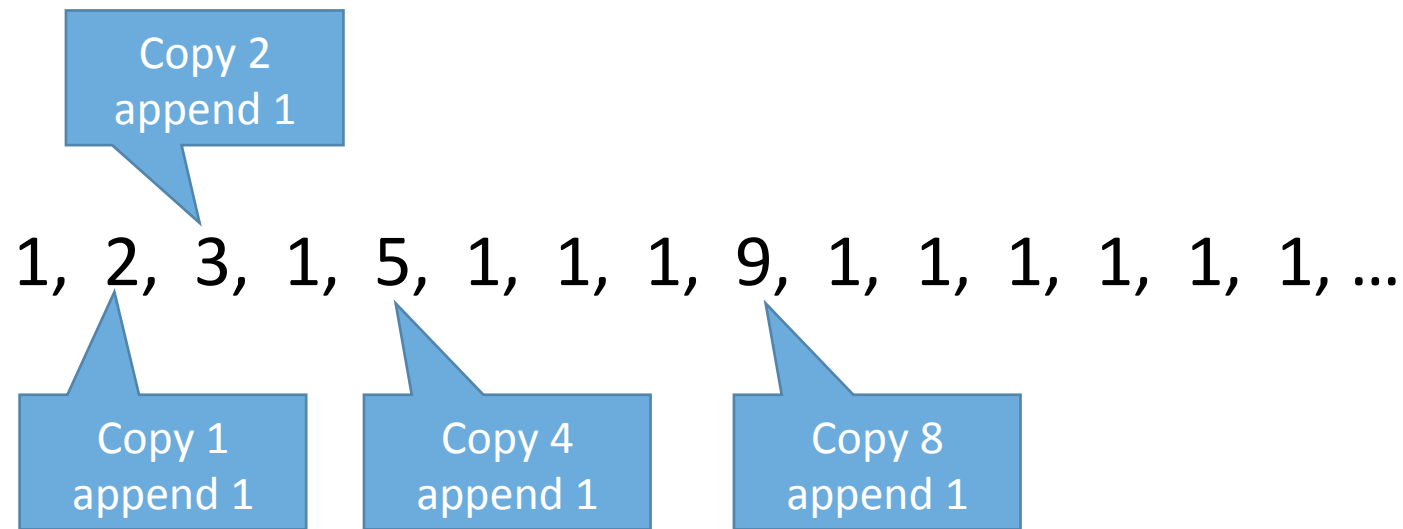 Copy 2
append 1
1, 2, 3, 1, 5, 1, 1, 1, 9, 1, 1, 1, 1, 1, 1, …
Copy 1
append 1
Copy 4
append 1
Copy 8
append 1